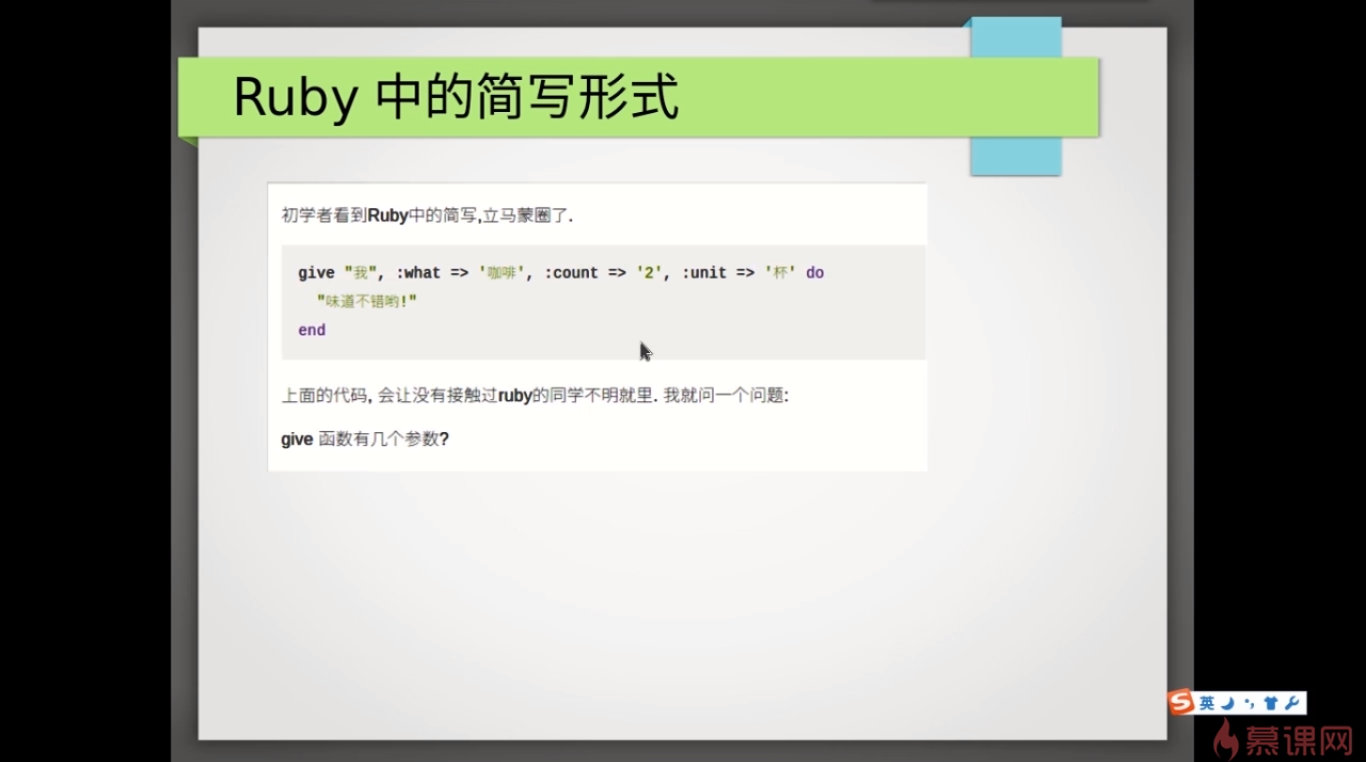 Ruby 中的简写形式
初学者看到Ruby中的简写,立马蒙圈了.
give "我", :what => '咖啡', :count => '2', :unit => '杯' do
"味道不错哟!"
end
上面的代码, 会让没有接触过ruby的同学不明就里. 我就问一个问题:
give 函数有几个参数?
S 英
慕课网